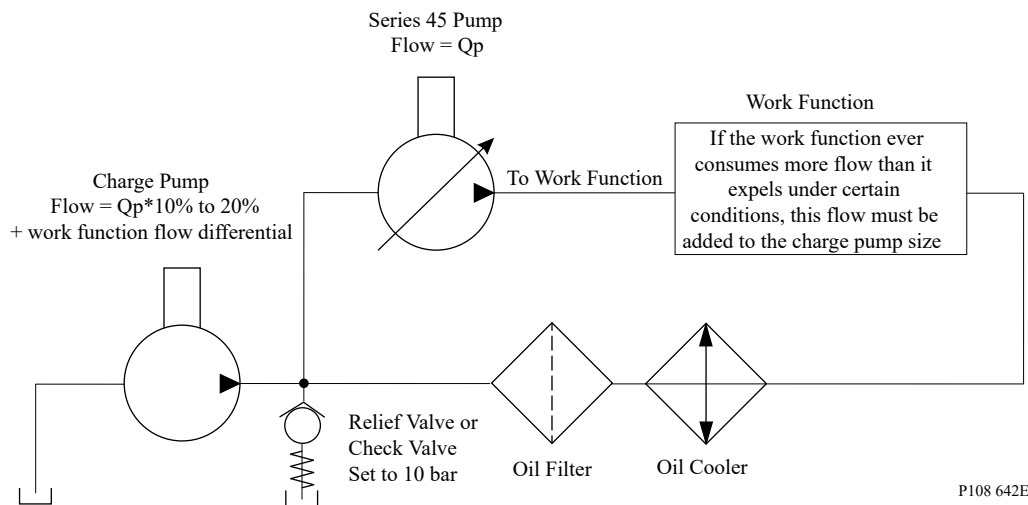 Series 45 Pump
Flow = Qp
Work Function
If the work function ever
consumes more flow than it
expels under certain
conditions, this flow must be
added to the charge pump size
To Work Function
Charge Pump
Flow = Qp*10% to 20%
+ work function flow differential
Relief Valve or
Check Valve
Set to 10 bar
Oil Filter
Oil Cooler
P108 642E